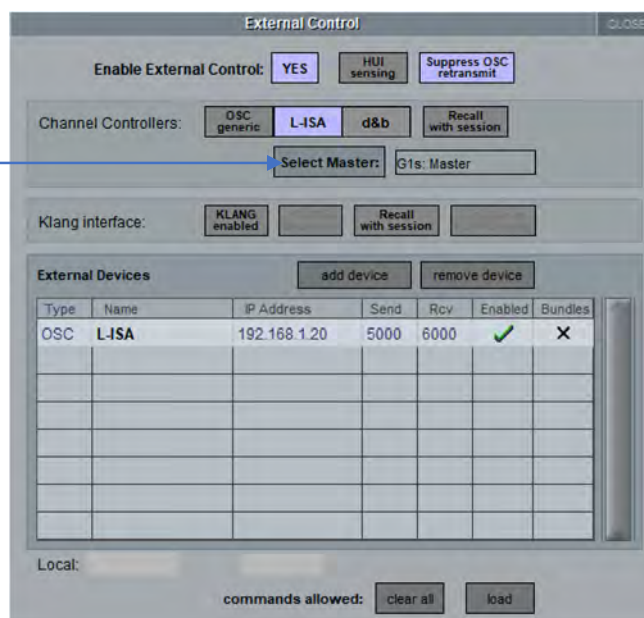 External Control
CLOSE
Enable External Control: YES HUI sensing Suppress OSC retransmit
Channel Controllers: OSC generic L-ISA d&b Recall with session
Select Master: G1s: Master
Klang interface: KLANG enabled Recall with session
External Devices add device remove device
Type Name IP Address Send Rcv Enabled Bundles
OSC L-ISA 192.168.1.20 5000 6000
Local:
commands allowed: clear all load